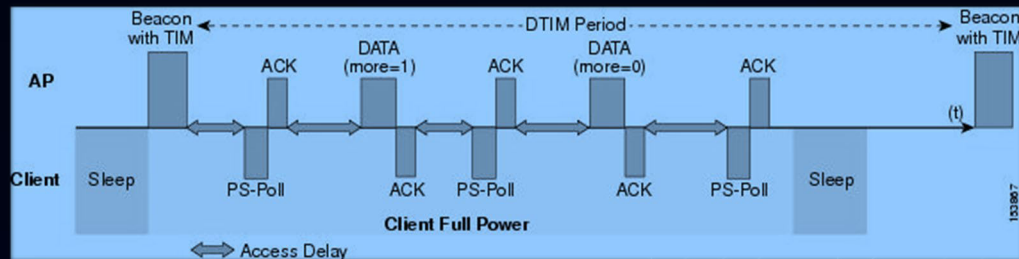 Beacon
with TIM
DTIM Period
Beacon
with TIM
AP
ACK
DATA
(more=1)
ACK
DATA
(more=0)
ACK
(t)
Client
Sleep
PS-Poll
ACK
PS-Poll
ACK
PS-Poll
Sleep
Client Full Power
Access Delay
153867